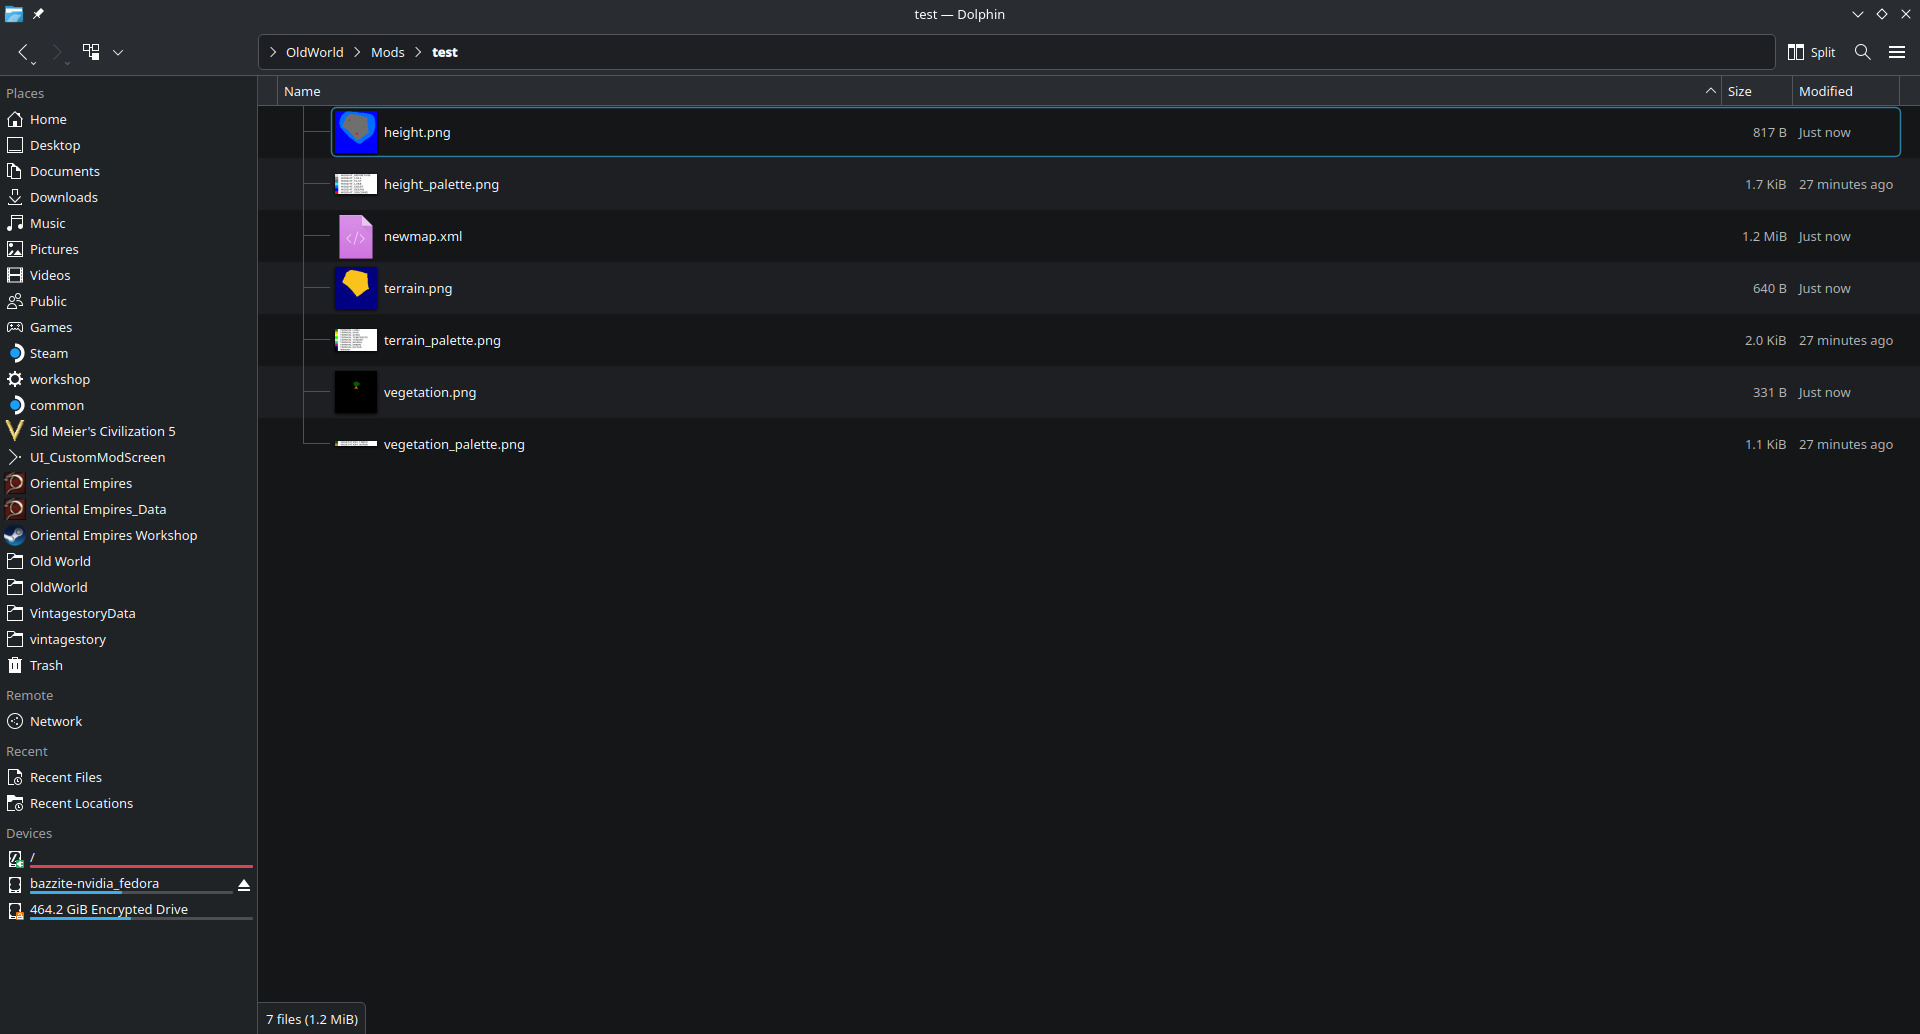 test — Dolphin
OldWorld Mods test
Split
Name Size Modified
Places
Home
Desktop
Documents
Downloads
Music
Pictures
Videos
Public
Games
Steam
workshop
common
Sid Meier's Civilization 5
UI_CustomModScreen
Oriental Empires
Oriental Empires_Data
Oriental Empires Workshop
Old World
OldWorld
VintagestoryData
vintagestory
Trash
Remote
Network
Recent
Recent Files
Recent Locations
Devices
/
bazzite-nvidia_fedora
464.2 GiB Encrypted Drive
height.png 817 B Just now
height_palette.png 1.7 KiB 27 minutes ago
newmap.xml 1.2 MiB Just now
terrain.png 640 B Just now
terrain_palette.png 2.0 KiB 27 minutes ago
vegetation.png 331 B Just now
vegetation_palette.png 1.1 KiB 27 minutes ago
7 files (1.2 MiB)